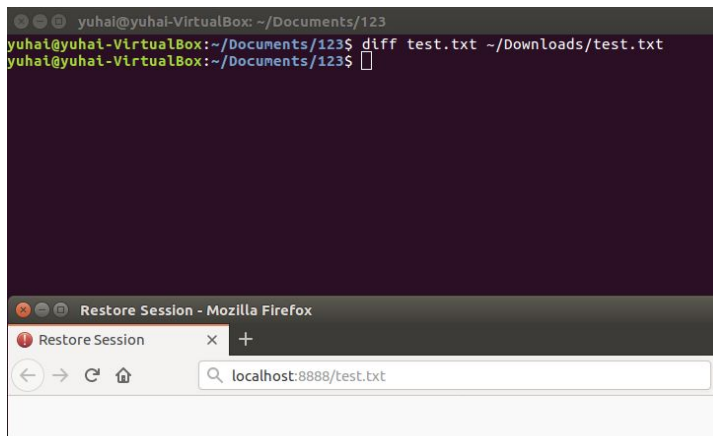 yuhai@yuhai-VirtualBox: ~/Documents/123
yuhai@yuhai-VirtualBox:~/Documents/123$ diff test.txt ~/Downloads/test.txt
yuhai@yuhai-VirtualBox:~/Documents/123$
Restore Session - Mozilla Firefox
Restore Session
localhost:8888/test.txt